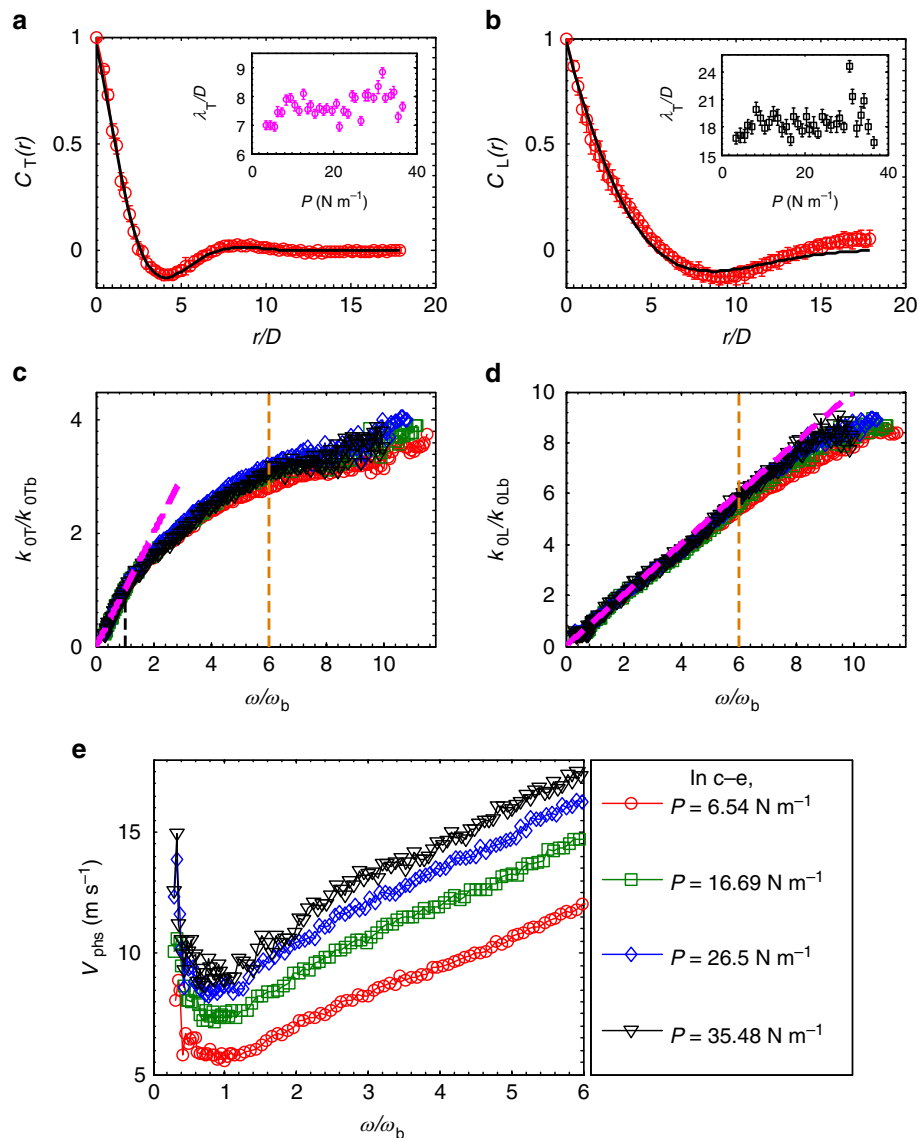 a
1
0.5
0
C_T(r)
0 5 10 15 20
r/D
9
8
7
6
λ_T/D
0 20 40
P (N m⁻¹)
b
1
0.5
0
C_L(r)
0 5 10 15 20
r/D
24
21
18
15
λ_T/D
0 20 40
P (N m⁻¹)
c
4
2
0
k_0T/k_0Tb
0 2 4 6 8 10
ω/ω_b
d
10
8
6
4
2
0
k_0L/k_0Lb
0 2 4 6 8 10
ω/ω_b
e
15
10
5
V_phs (m s⁻¹)
0 1 2 3 4 5 6
ω/ω_b
In c–e,
P = 6.54 N m⁻¹
P = 16.69 N m⁻¹
P = 26.5 N m⁻¹
P = 35.48 N m⁻¹